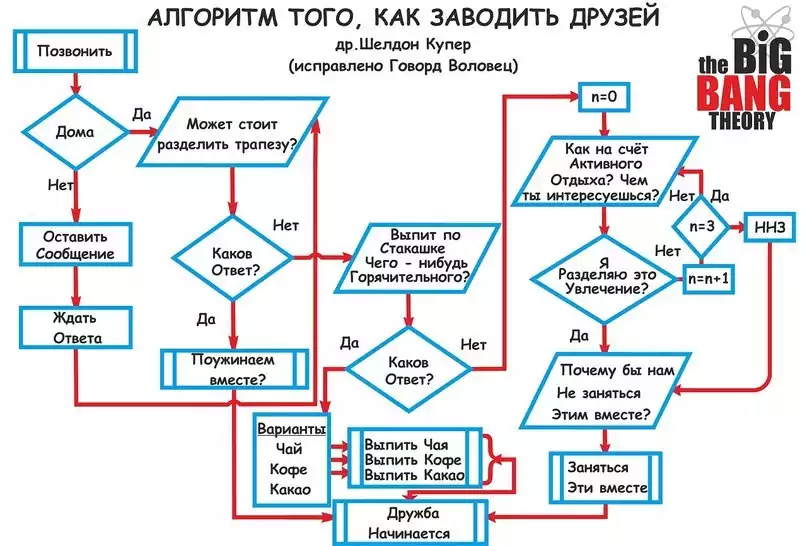 АЛГОРИТМ ТОГО, КАК ЗАВОДИТЬ ДРУЗЕЙ
др.Шелдон Купер
(исправлено Говорд Воловец)
the BiG
BANG
THEORY
Позвонить
Дома
Да
Нет
Может стоит
разделить трапезу?
Оставить
Сообщение
Ждать
Ответа
Каков
Ответ?
Нет
Да
Поужинаем
вместе?
Выпит по
Стакашке
Чего - нибудь
Горячительного?
Каков
Ответ?
Да
Нет
Варианты
Чай
Кофе
Какао
Выпить Чая
Выпить Кофе
Выпить Какао
n=0
Как на счёт
Активного
Отдыха? Чем
ты интересуешься?
Я
Разделяю это
Увлечение?
Нет
Да
n=n+1
n=3
Нет
Да
ННЗ
Почему бы нам
Не заняться
Этим вместе?
Заняться
Эти вместе
Дружба
Начинается